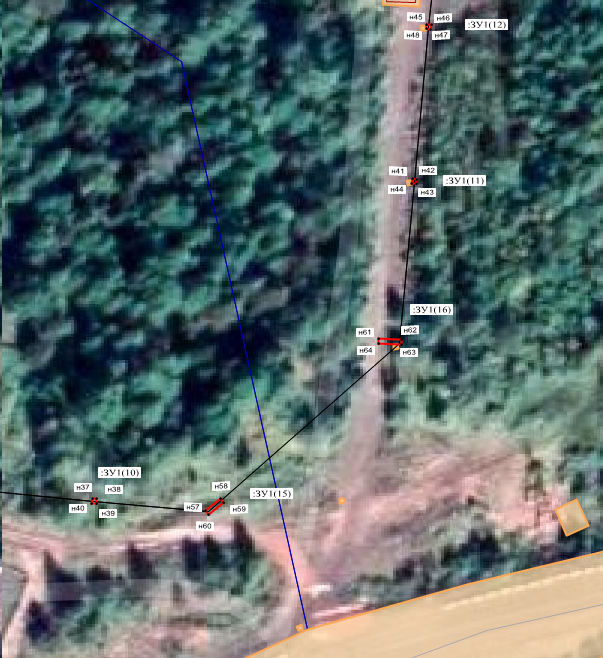 н45 н46
:ЗУ1(12)
н48 н47
н41 н42
:ЗУ1(11)
н44 н43
:ЗУ1(16)
н61 н62
н64 н63
:ЗУ1(10)
н37 н38
н58
:ЗУ1(15)
н40 н39
н57 н59
н60